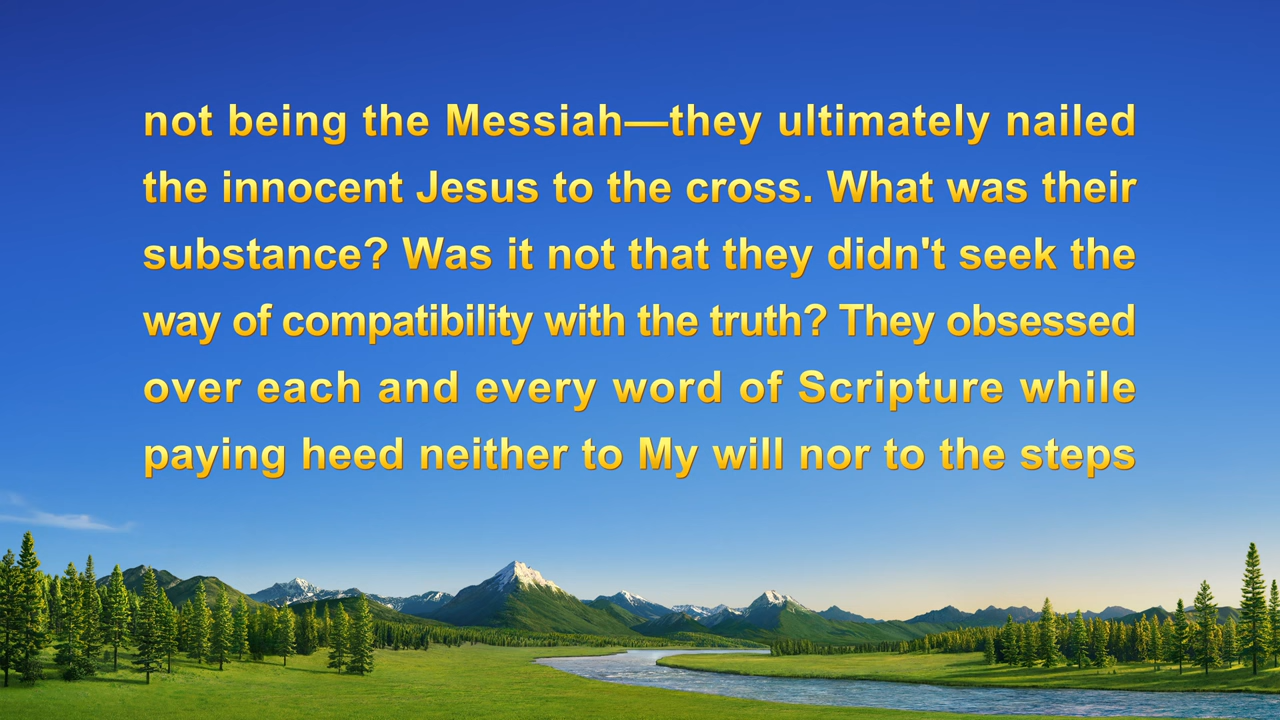 not being the Messiah—they ultimately nailed
the innocent Jesus to the cross. What was their
substance? Was it not that they didn't seek the
way of compatibility with the truth? They obsessed
over each and every word of Scripture while
paying heed neither to My will nor to the steps